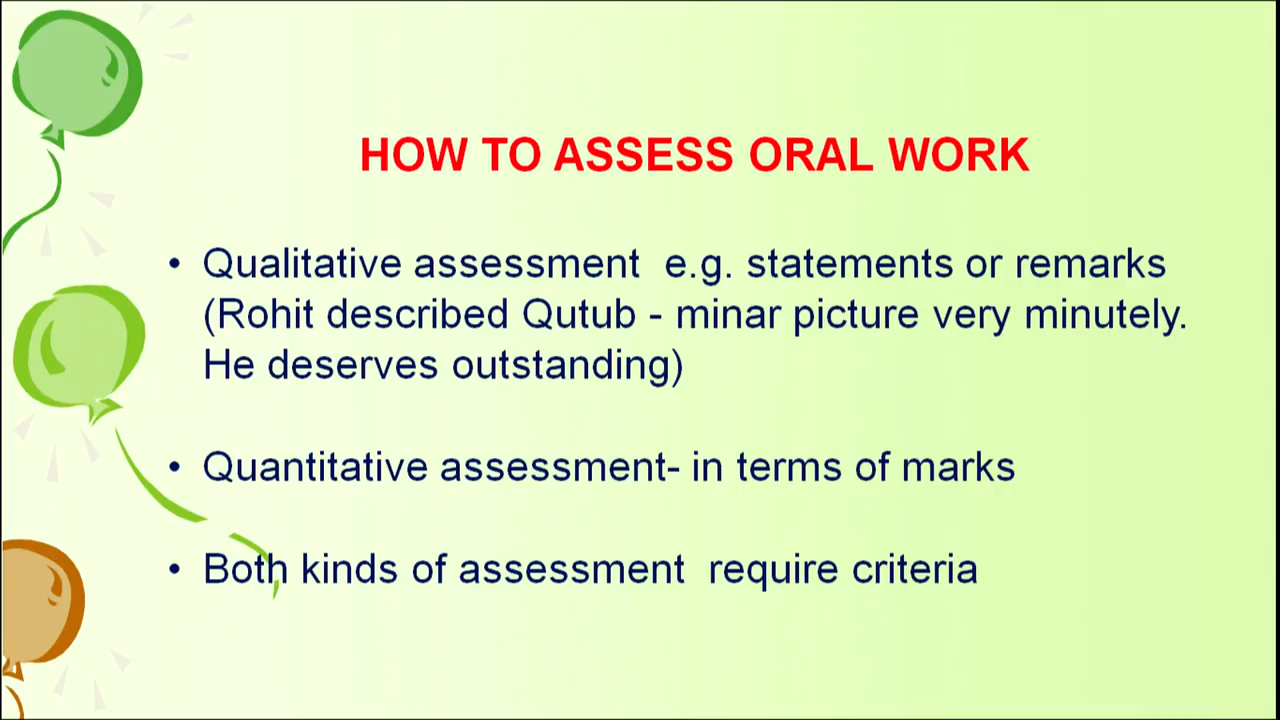 HOW TO ASSESS ORAL WORK
• Qualitative assessment e.g. statements or remarks
(Rohit described Qutub - minar picture very minutely.
He deserves outstanding)
• Quantitative assessment- in terms of marks
• Both kinds of assessment require criteria